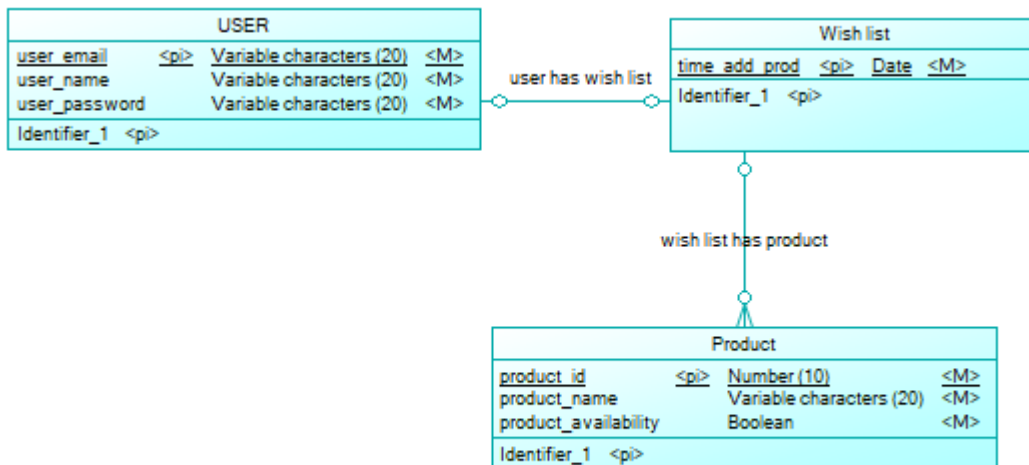 USER
user_email <pi> Variable characters (20) <M>
user_name Variable characters (20) <M>
user_password Variable characters (20) <M>
Identifier_1 <pi>
user has wish list
Wish list
time_add_prod <pi> Date <M>
Identifier_1 <pi>
wish list has product
Product
product_id <pi> Number (10) <M>
product_name Variable characters (20) <M>
product_availability Boolean <M>
Identifier_1 <pi>